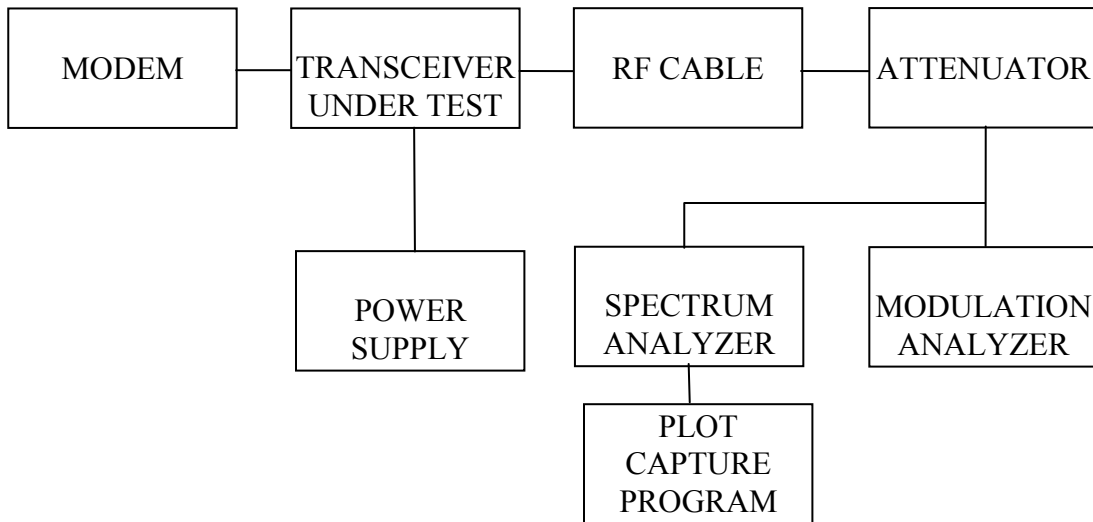 MODEM
TRANSCEIVER
UNDER TEST
RF CABLE
ATTENUATOR
POWER
SUPPLY
SPECTRUM
ANALYZER
MODULATION
ANALYZER
PLOT
CAPTURE
PROGRAM